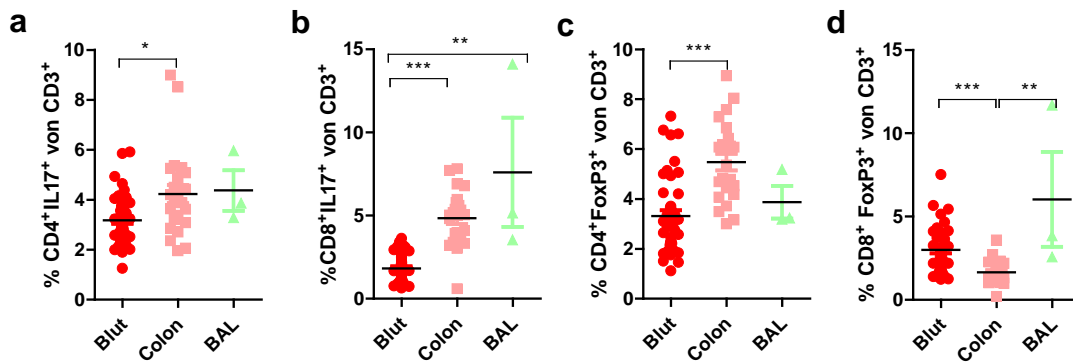 a
% CD4⁺IL17⁺ von CD3⁺
10
8
6
4
2
0
*
Blut
Colon
BAL
b
%CD8⁺IL17⁺ von CD3⁺
15
10
5
0
**
***
Blut
Colon
BAL
c
% CD4⁺FoxP3⁺ von CD3⁺
10
8
6
4
2
0
***
Blut
Colon
BAL
d
% CD8⁺ FoxP3⁺ von CD3⁺
15
10
5
0
***
**
Blut
Colon
BAL